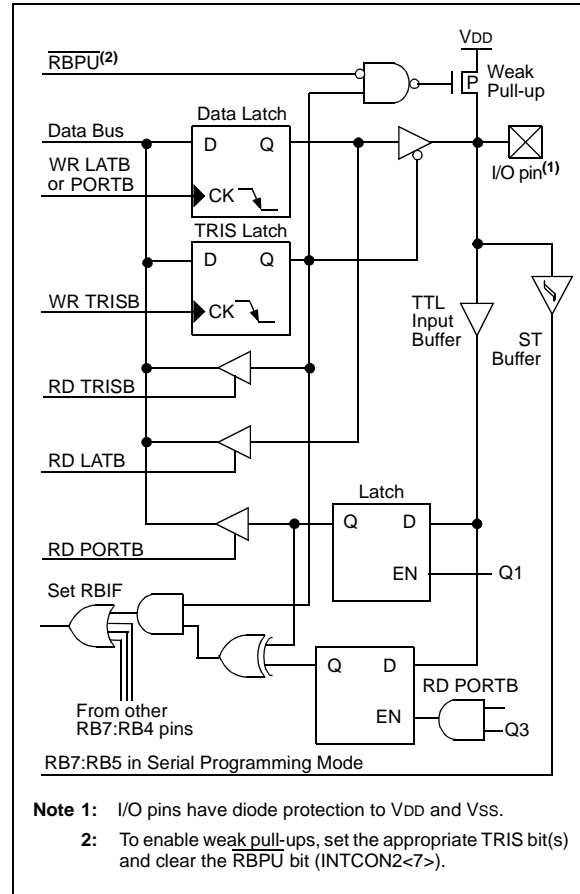 RBPU(2)
VDD
P
Weak
Pull-up
Data Bus
Data Latch
D Q
WR LATB
or PORTB
CK
I/O pin(1)
TRIS Latch
D Q
WR TRISB
CK
TTL
Input
Buffer
ST
Buffer
RD TRISB
RD LATB
Latch
Q D
RD PORTB
EN
Q1
Set RBIF
Q D
RD PORTB
EN
Q3
From other
RB7:RB4 pins
RB7:RB5 in Serial Programming Mode
Note 1: I/O pins have diode protection to VDD and VSS.
2: To enable weak pull-ups, set the appropriate TRIS bit(s)
and clear the RBPU bit (INTCON2<7>).